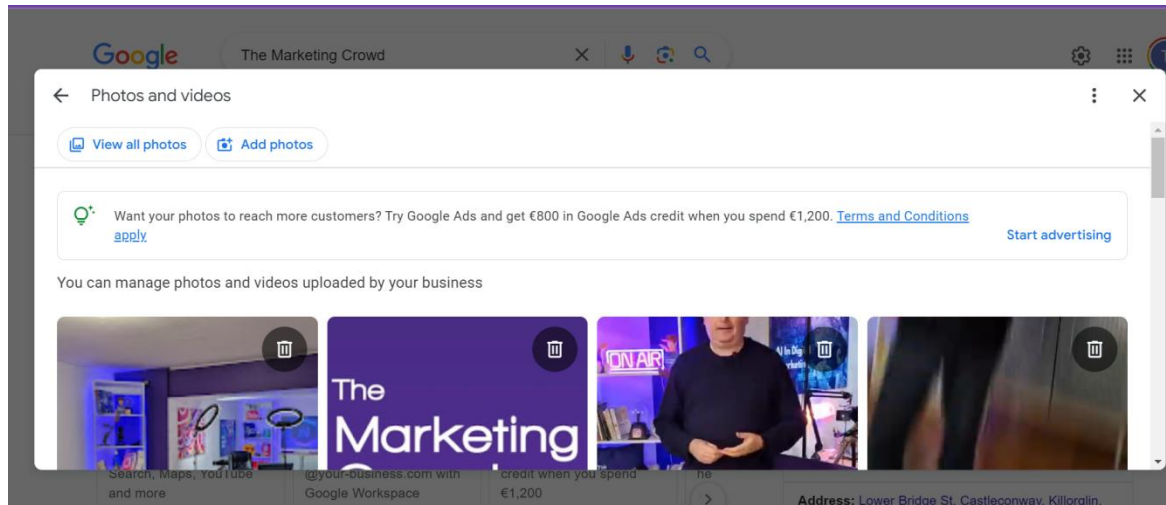 Google
The Marketing Crowd
Photos and videos
View all photos
Add photos
Want your photos to reach more customers? Try Google Ads and get €800 in Google Ads credit when you spend €1,200. Terms and Conditions
apply
Start advertising
You can manage photos and videos uploaded by your business
The
Marketing
ON AIR
AI In Dig
Search, Maps, YouTube
and more
@your-business.com with
Google Workspace
credit when you spend
€1,200
he
Address: Lower Bridge St, Castleconway, Killorglin,